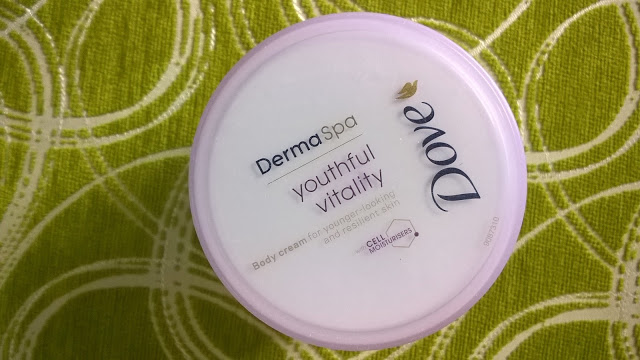 Dove
DermaSpa
youthful
vitality
Body cream for younger-looking
and resilient skin
CELL
MOISTURISERS